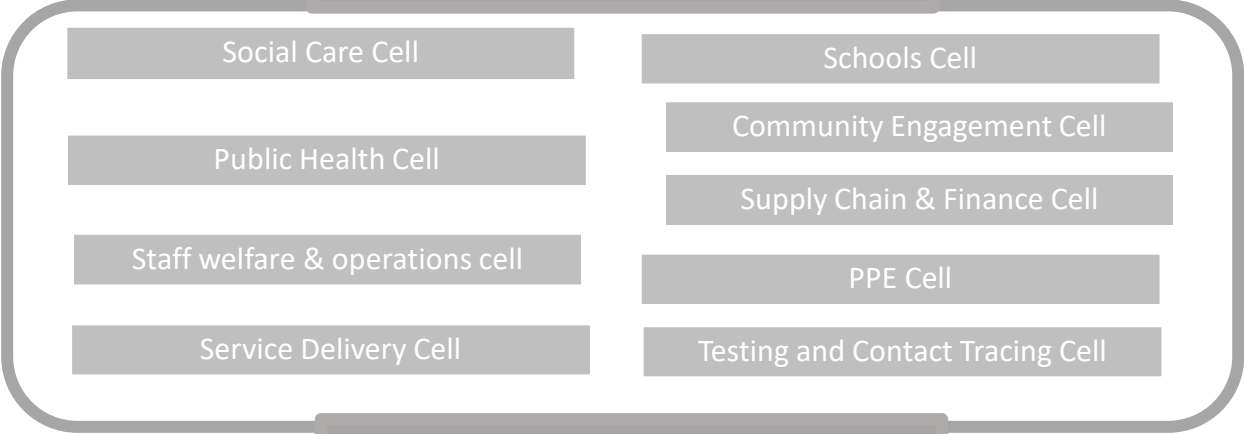 Social Care Cell
Public Health Cell
Staff welfare & operations cell
Service Delivery Cell
Schools Cell
Community Engagement Cell
Supply Chain & Finance Cell
PPE Cell
Testing and Contact Tracing Cell